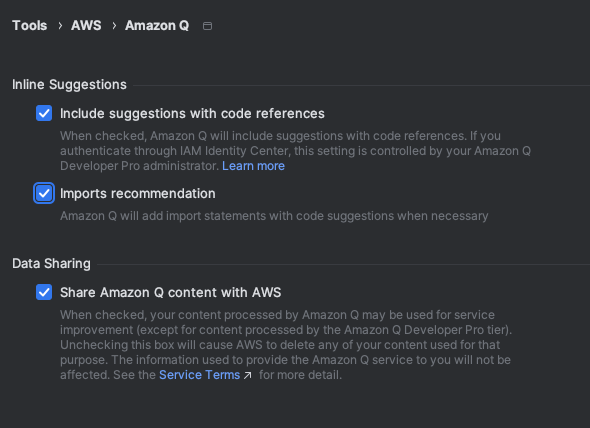 Tools › AWS › Amazon Q
Inline Suggestions
Include suggestions with code references
When checked, Amazon Q will include suggestions with code references. If you
authenticate through IAM Identity Center, this setting is controlled by your Amazon Q
Developer Pro administrator. Learn more
Imports recommendation
Amazon Q will add import statements with code suggestions when necessary
Data Sharing
Share Amazon Q content with AWS
When checked, your content processed by Amazon Q may be used for service
improvement (except for content processed by the Amazon Q Developer Pro tier).
Unchecking this box will cause AWS to delete any of your content used for that
purpose. The information used to provide the Amazon Q service to you will not be
affected. See the Service Terms ↗ for more detail.